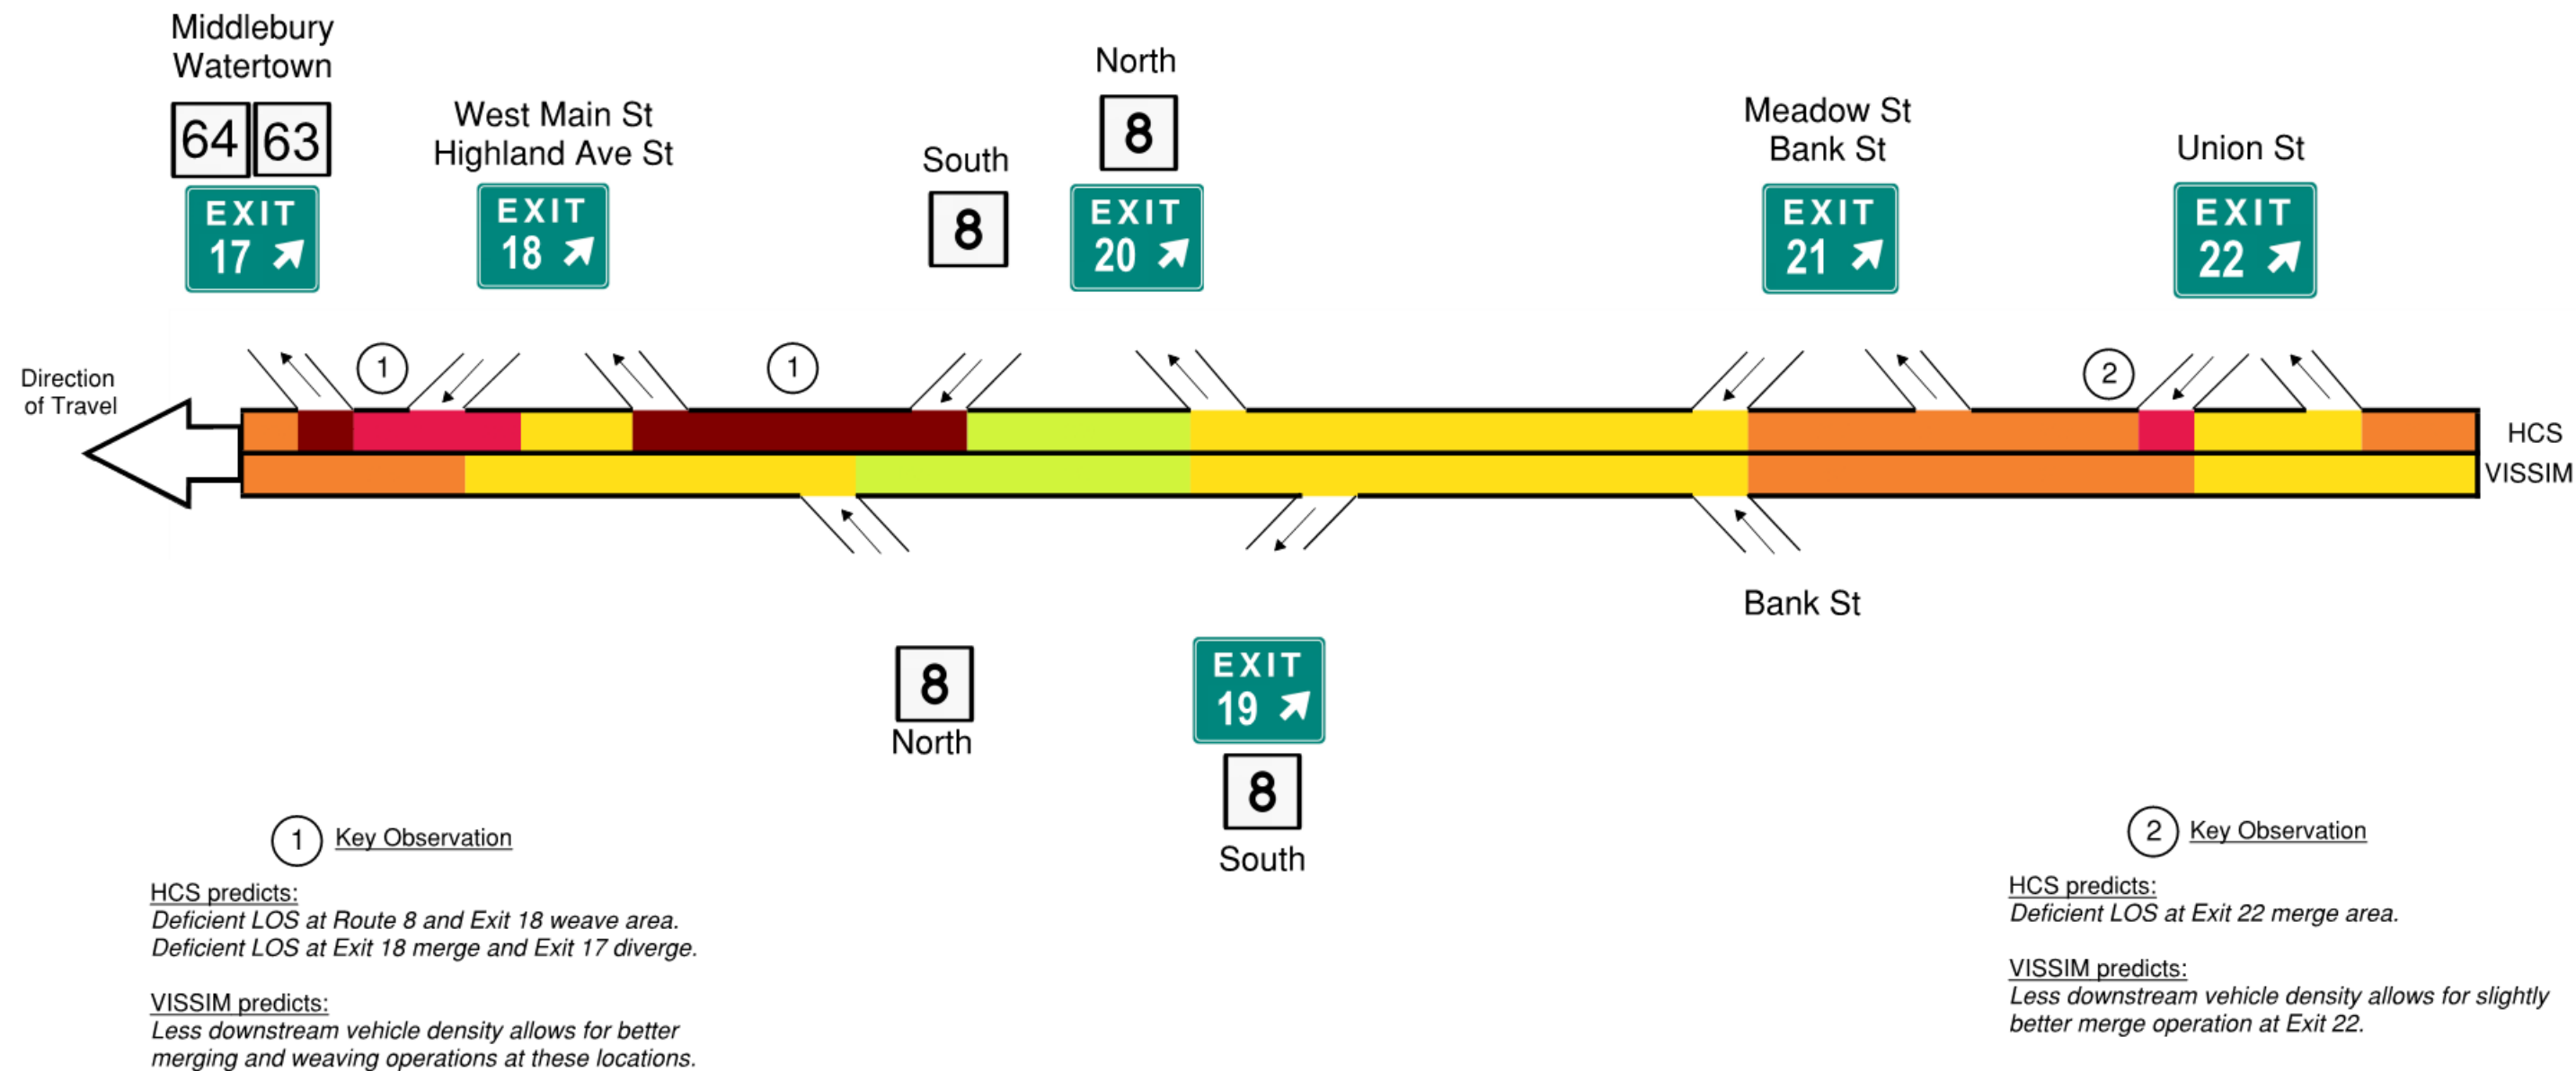 Middlebury
Watertown
64 63
EXIT
17
West Main St
Highland Ave St
EXIT
18
South
8
North
8
EXIT
20
Meadow St
Bank St
EXIT
21
Union St
EXIT
22
Direction
of Travel
1
1
2
HCS
VISSIM
Bank St
8
North
EXIT
19
8
South
1 Key Observation
HCS predicts:
Deficient LOS at Route 8 and Exit 18 weave area.
Deficient LOS at Exit 18 merge and Exit 17 diverge.
VISSIM predicts:
Less downstream vehicle density allows for better
merging and weaving operations at these locations.
2 Key Observation
HCS predicts:
Deficient LOS at Exit 22 merge area.
VISSIM predicts:
Less downstream vehicle density allows for slightly
better merge operation at Exit 22.